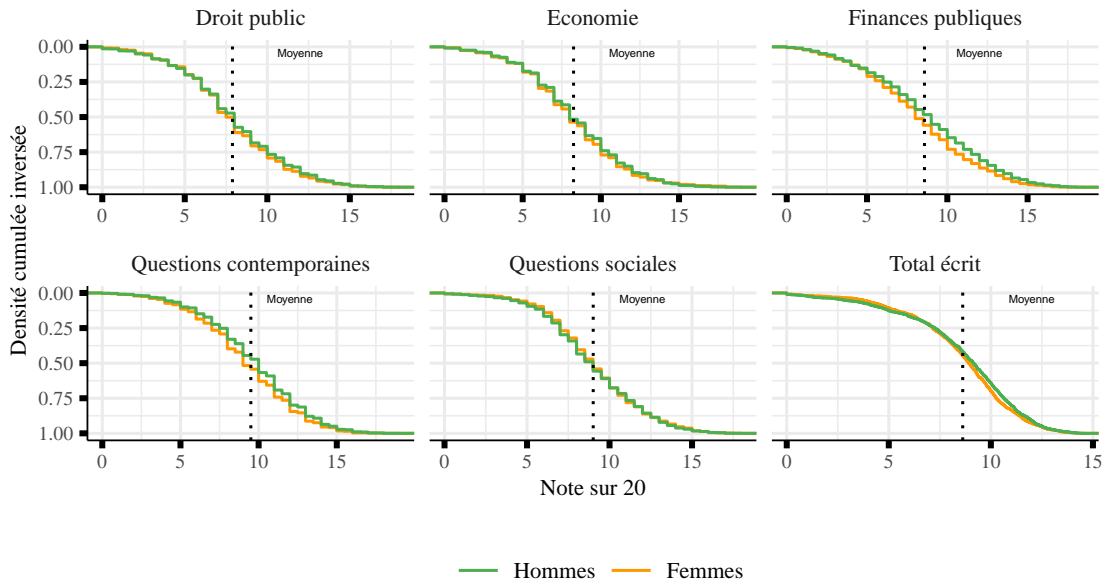 Droit public
Economie
Finances publiques
Densité cumulée inversée
0.00
0.25
0.50
0.75
1.00
Moyenne
Moyenne
Moyenne
0 5 10 15
0 5 10 15
5 10 15
Questions contemporaines
Questions sociales
Total écrit
0.00
0.25
0.50
0.75
1.00
Moyenne
Moyenne
Moyenne
5 10 15
5 10 15
0 5 10 15
Note sur 20
Hommes Femmes